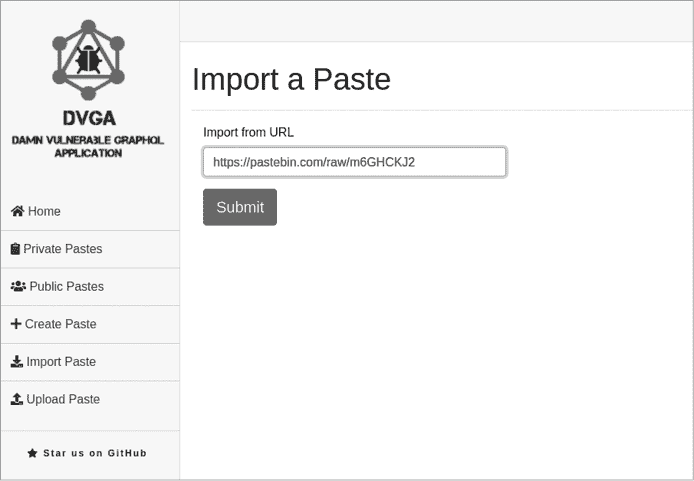 DVGA
DAMN VULNERABLE GRAPHQL
APPLICATION
Home
Private Pastes
Public Pastes
Create Paste
Import Paste
Upload Paste
Star us on GitHub
Import a Paste
Import from URL
https://pastebin.com/raw/m6GHCKJ2
Submit